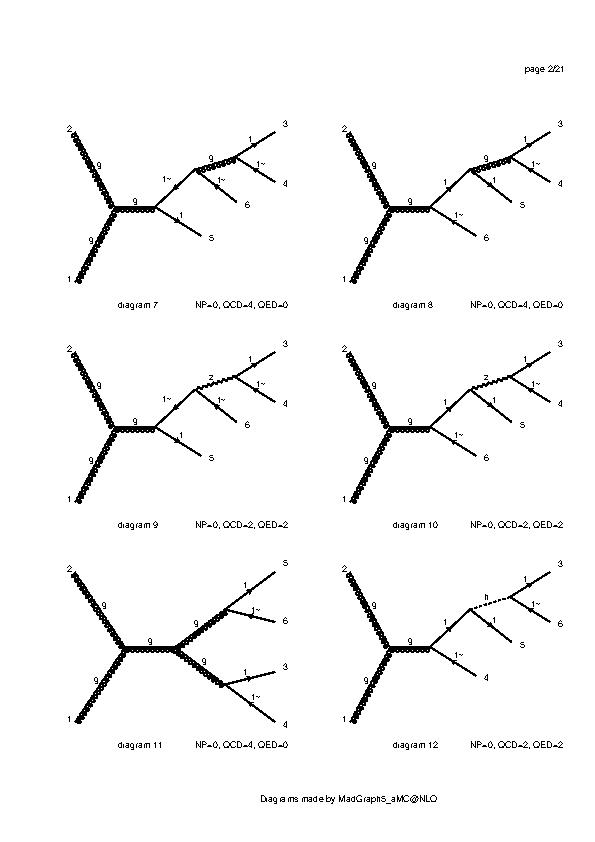 page 2/21
2 g g 1 g 1~ 1 5 g 1~ 6 1 3 1~ 4
diagram 7 NP=0, QCD=4, QED=0
2 g g 1 g 1 1~ 6 g 1 5 1 3 1~ 4
diagram 8 NP=0, QCD=4, QED=0
2 g g 1 g 1~ 1 5 z 1~ 6 1 3 1~ 4
diagram 9 NP=0, QCD=2, QED=2
2 g g 1 g 1 1~ 6 z 1 5 1 3 1~ 4
diagram 10 NP=0, QCD=2, QED=2
2 g g 1 g g 1 5 1~ 6 g 1 3 1~ 4
diagram 11 NP=0, QCD=4, QED=0
2 g g 1 g 1 1~ 4 h 1 5 1 3 1~ 6
diagram 12 NP=0, QCD=2, QED=2
Diagrams made by MadGraph5_aMC@NLO